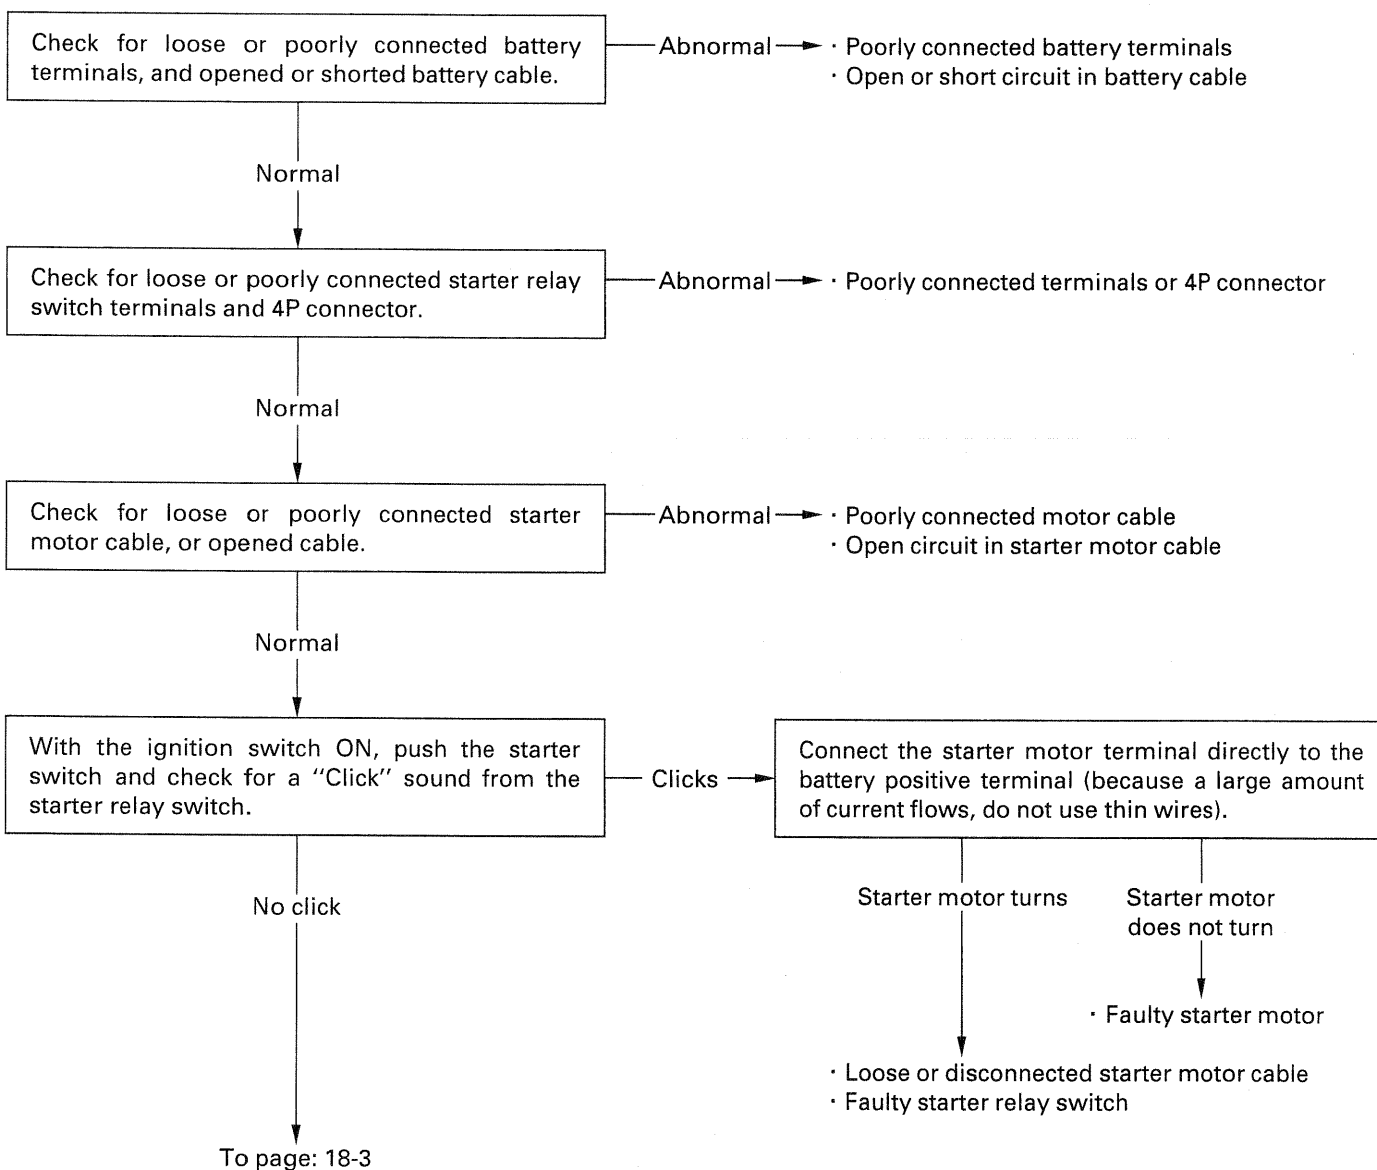 Check for loose or poorly connected battery
terminals, and opened or shorted battery cable.
Abnormal
· Poorly connected battery terminals
· Open or short circuit in battery cable
Normal
Check for loose or poorly connected starter relay
switch terminals and 4P connector.
Abnormal
· Poorly connected terminals or 4P connector
Normal
Check for loose or poorly connected starter
motor cable, or opened cable.
Abnormal
· Poorly connected motor cable
· Open circuit in starter motor cable
Normal
With the ignition switch ON, push the starter
switch and check for a "Click" sound from the
starter relay switch.
Clicks
Connect the starter motor terminal directly to the
battery positive terminal (because a large amount
of current flows, do not use thin wires).
No click
Starter motor turns
Starter motor
does not turn
· Faulty starter motor
· Loose or disconnected starter motor cable
· Faulty starter relay switch
To page: 18-3